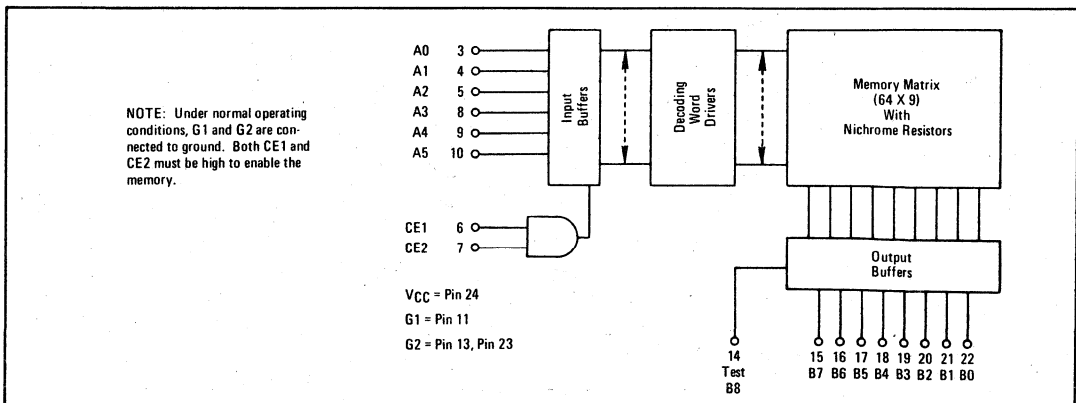 NOTE: Under normal operating
conditions, G1 and G2 are con-
nected to ground. Both CE1 and
CE2 must be high to enable the
memory.
A0 3
A1 4
A2 5
A3 8
A4 9
A5 10
CE1 6
CE2 7
VCC = Pin 24
G1 = Pin 11
G2 = Pin 13, Pin 23
Input
Buffers
Decoding
Word
Drivers
Memory Matrix
(64 X 9)
With
Nichrome Resistors
Output
Buffers
14
Test
B8
15 16 17 18 19 20 21 22
B7 B6 B5 B4 B3 B2 B1 B0